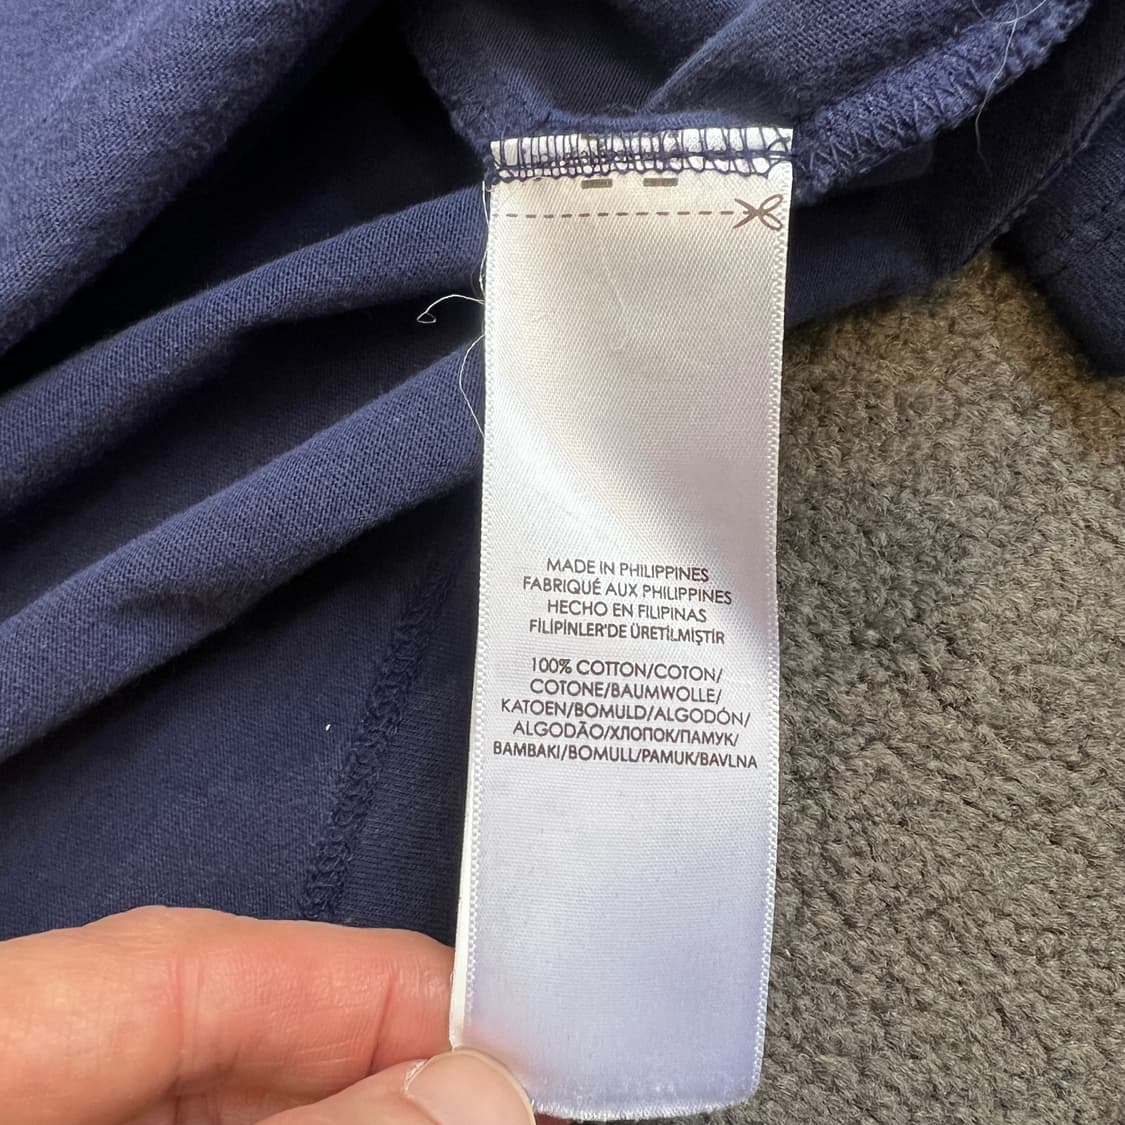 MADE IN PHILIPPINES
FABRIQUÉ AUX PHILIPPINES
HECHO EN FILIPINAS
FİLİPİNLER'DE ÜRETİLMİŞTİR
100% COTTON/COTON/
COTONE/BAUMWOLLE/
KATOEN/BOMULD/ALGODÓN/
ALGODÃO/ХЛОПОК/ПАМУК/
BAMBAKI/BOMULL/PAMUK/BAVLNA